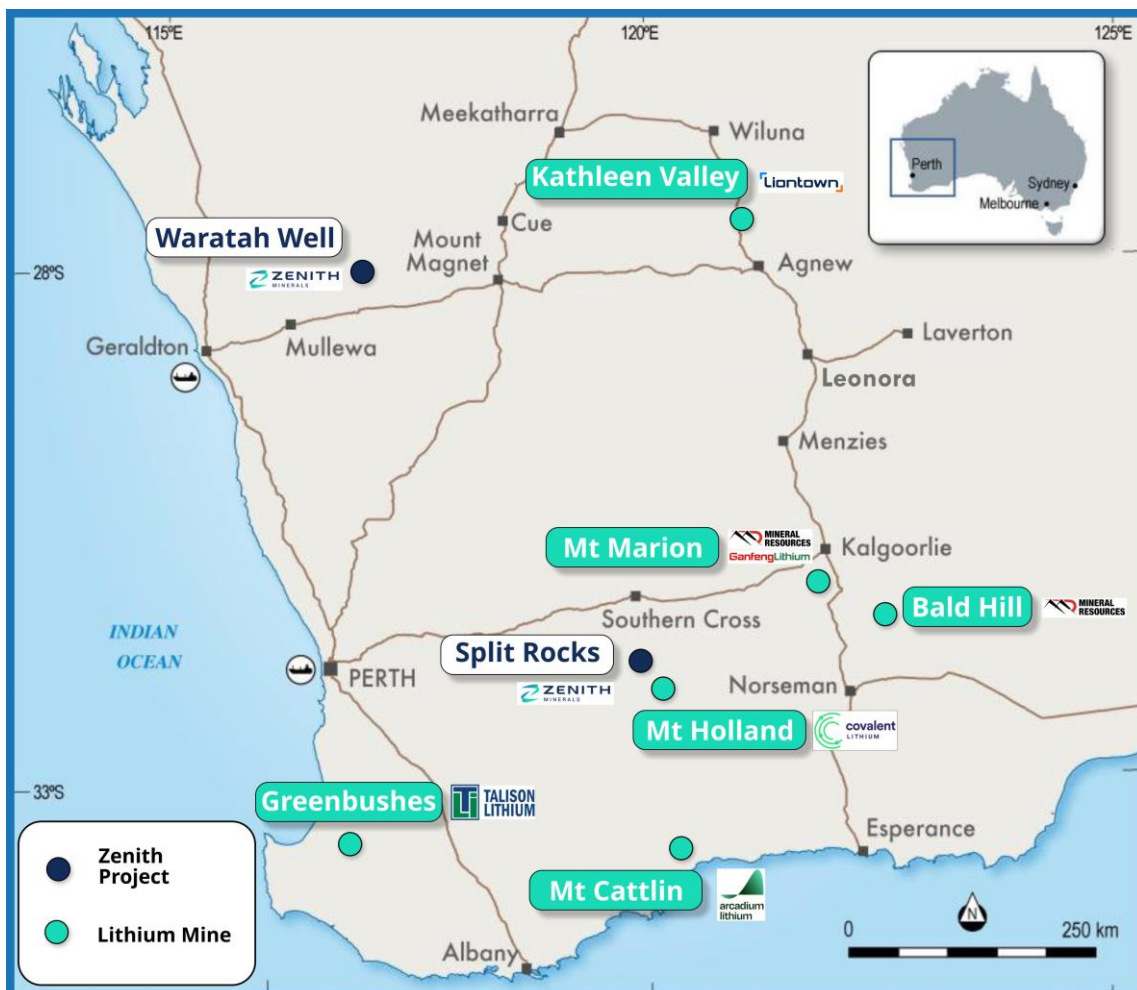 115°E
120°E
125°E
Meekatharra
Wiluna
Kathleen Valley
Liontown
Perth
Sydney
Melbourne
Waratah Well
ZENITH
MINERALS
Cue
Mount
Magnet
Agnew
28°S
Mullewa
Geraldton
Laverton
Leonora
Menzies
Mt Marion
MINERAL
RESOURCES
GanfengLithium
Kalgoorlie
Bald Hill
MINERAL
RESOURCES
Southern Cross
INDIAN
OCEAN
PERTH
Split Rocks
ZENITH
MINERALS
Norseman
Mt Holland
covalent
LITHIUM
33°S
Greenbushes
TALISON
LITHIUM
Esperance
Mt Cattlin
arcadium
lithium
Albany
Zenith
Project
Lithium Mine
N
0
250 km